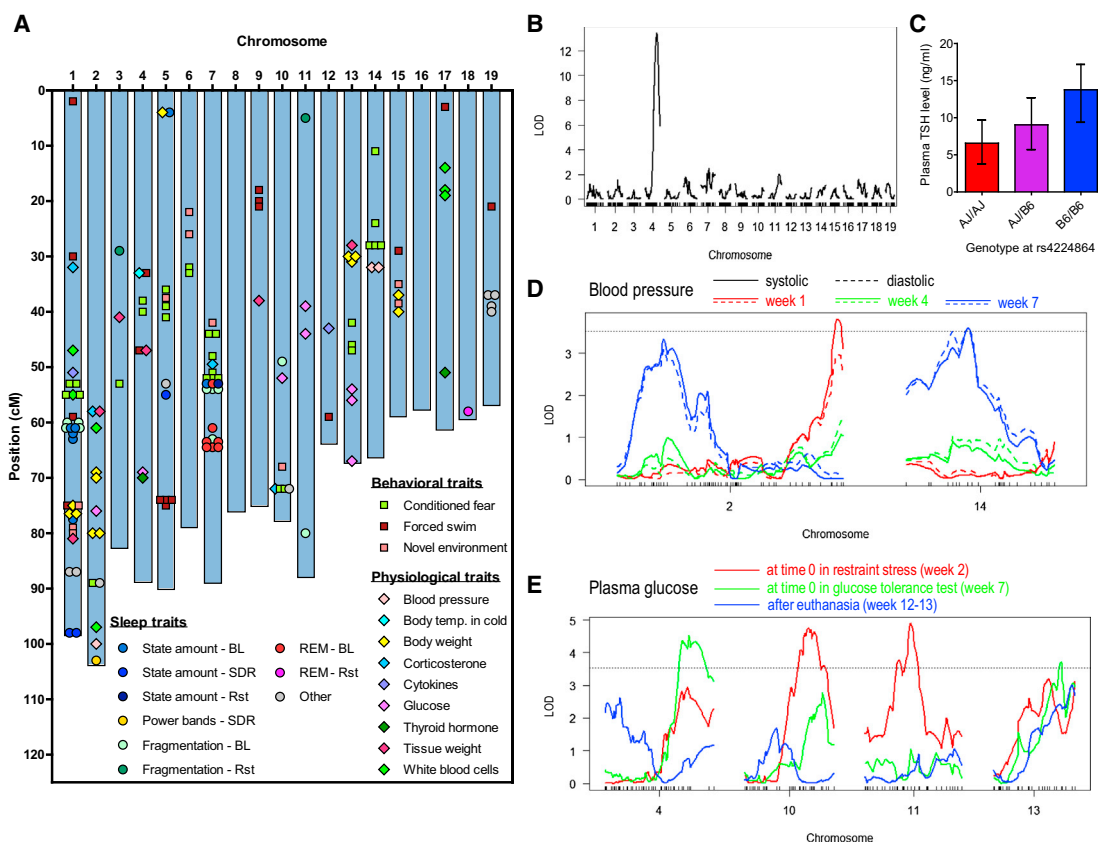 A
Chromosome
1 2 3 4 5 6 7 8 9 10 11 12 13 14 15 16 17 18 19
Position (cM)
0
10
20
30
40
50
60
70
80
90
100
110
120
Behavioral traits
Conditioned fear
Forced swim
Novel environment
Physiological traits
Blood pressure
Body temp. in cold
Body weight
Corticosterone
Cytokines
Glucose
Thyroid hormone
Tissue weight
White blood cells
Sleep traits
State amount - BL
State amount - SDR
State amount - Rst
Power bands - SDR
Fragmentation - BL
Fragmentation - Rst
REM - BL
REM - Rst
Other
B
LOD
12
10
8
6
4
2
0
1 2 3 4 5 6 7 8 9 10 11 12 13 14 15 16 17 18 19
Chromosome
C
Plasma TSH level (ng/ml)
20
15
10
5
0
AJ/AJ
AJ/B6
B6/B6
Genotype at rs4224864
D
Blood pressure
systolic
diastolic
week 1
week 4
week 7
LOD
3
2
1
0
2
14
Chromosome
E
Plasma glucose
at time 0 in restraint stress (week 2)
at time 0 in glucose tolerance test (week 7)
after euthanasia (week 12-13)
LOD
5
4
3
2
1
0
4
10
11
13
Chromosome